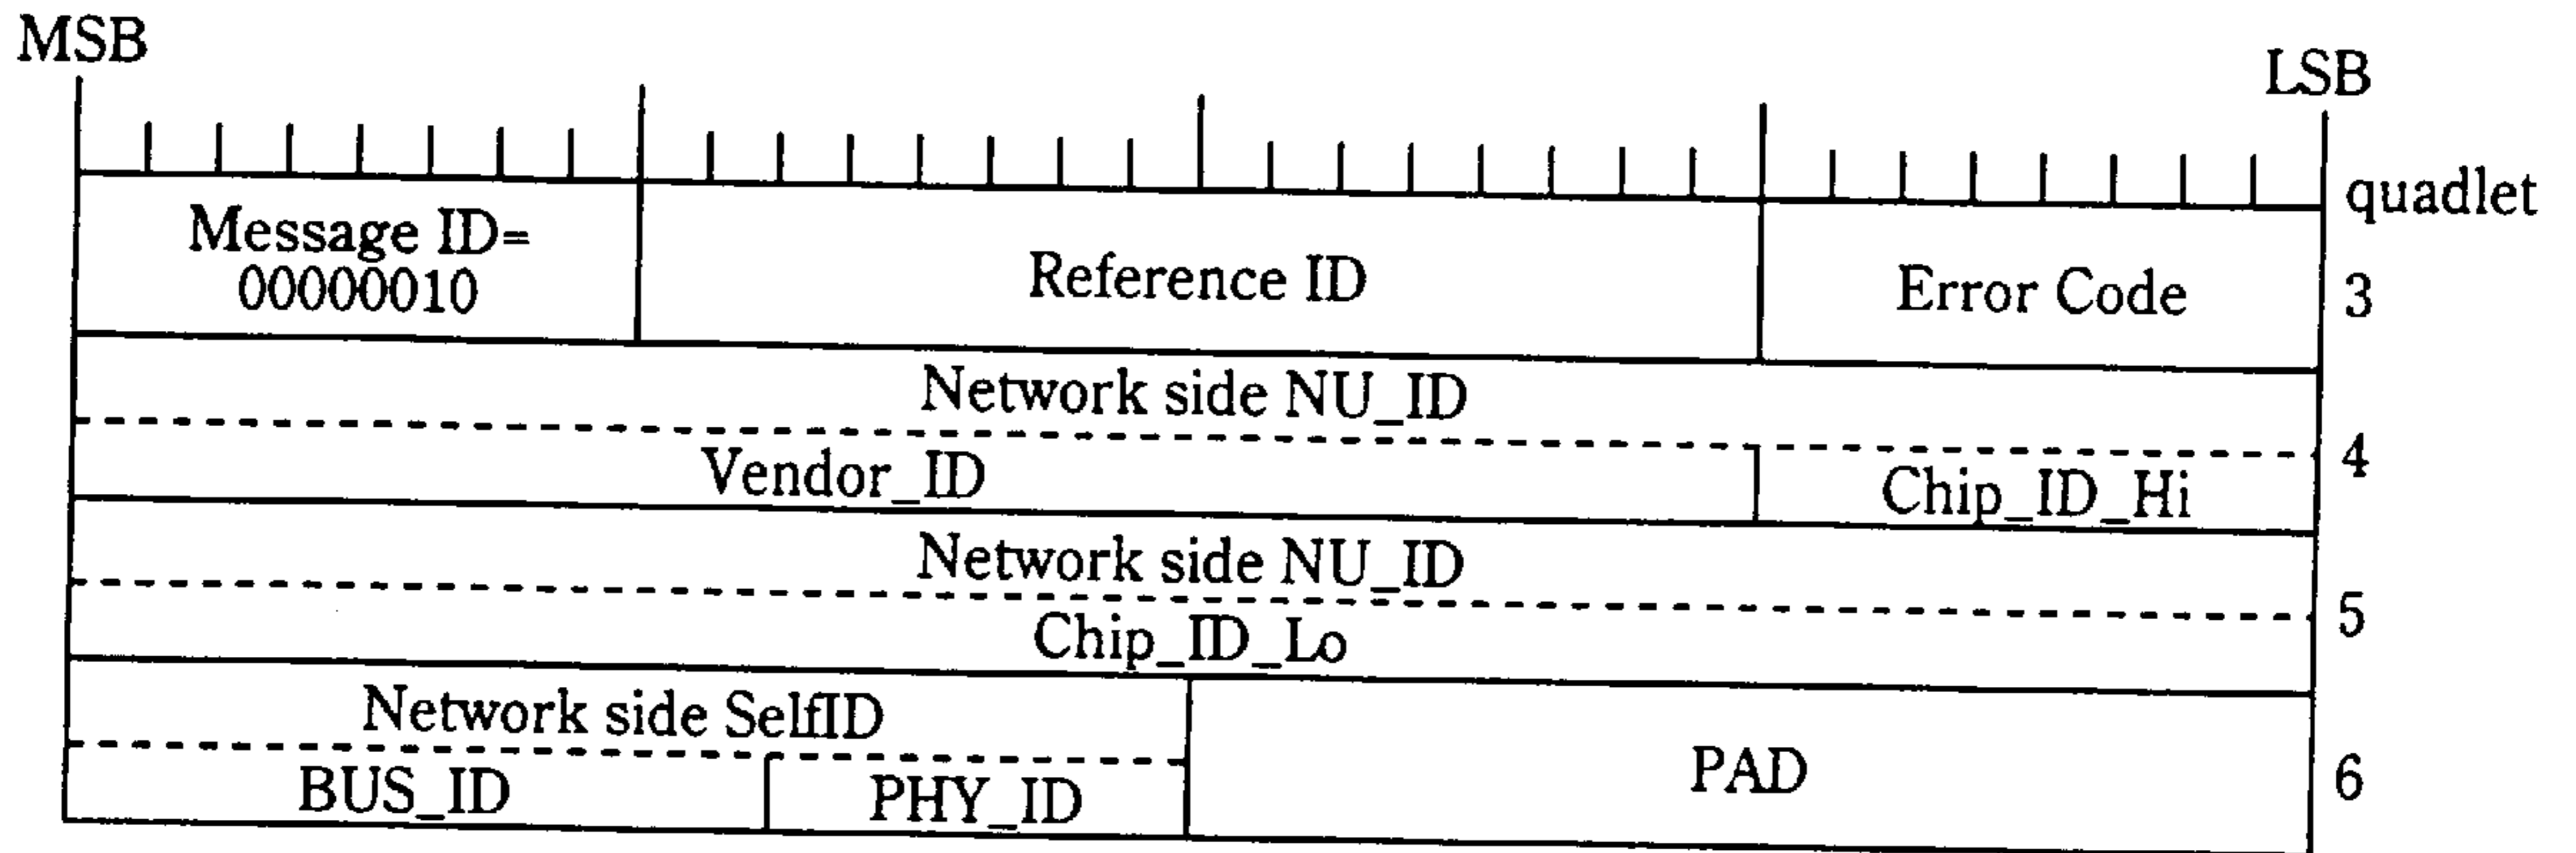 MSB
LSB
quadlet
Message ID=
00000010
Reference ID
Error Code
3
Network side NU_ID
4
Vendor_ID
Chip_ID_Hi
Network side NU_ID
5
Chip_ID_Lo
Network side SelfID
PAD
6
BUS_ID
PHY_ID